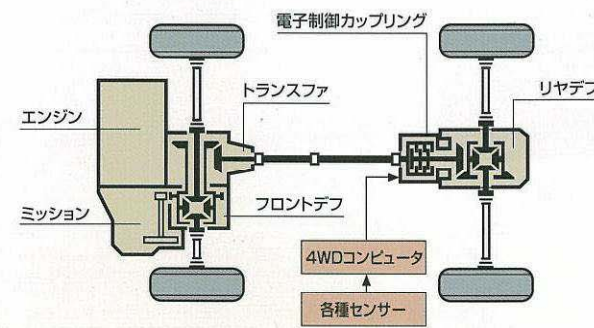 電子制御カップリング
トランスファ
リヤデフ
エンジン
ミッション
フロントデフ
4WDコンピュータ
各種センサー